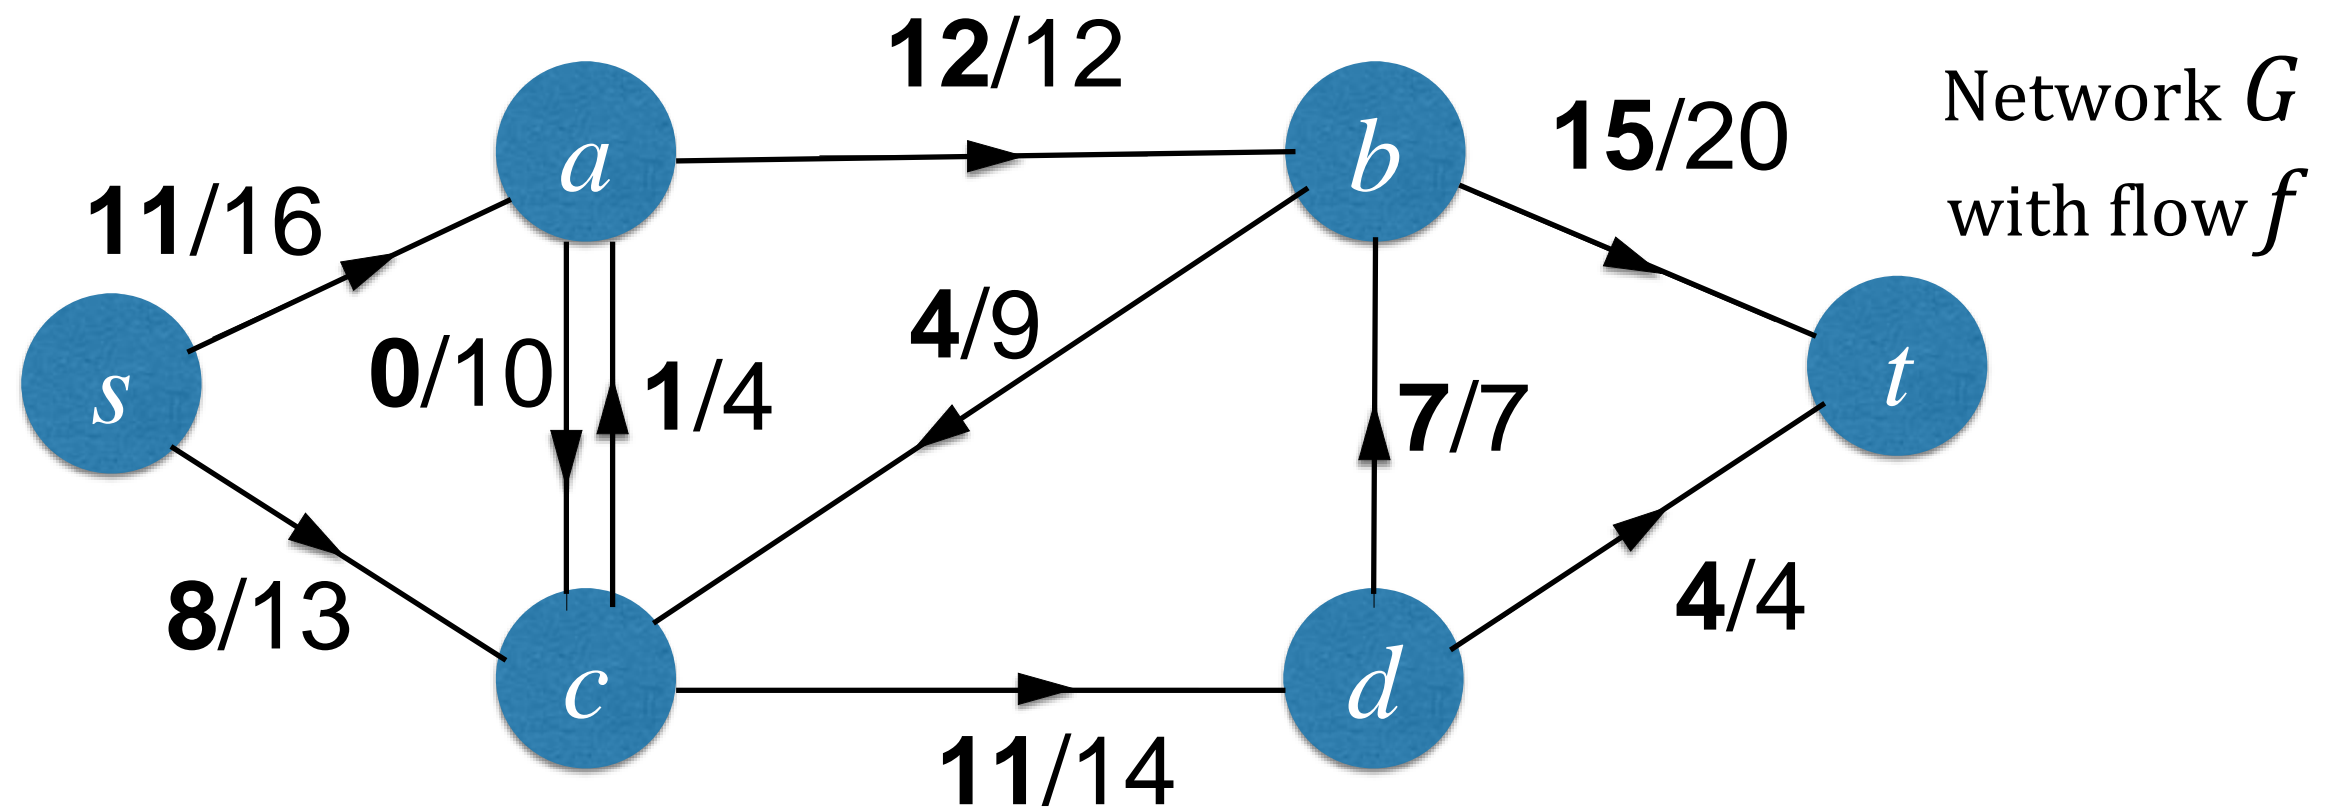 12/12
Network G
a
b
15/20
with flow f
11/16
4/9
0/10
1/4
7/7
s
t
8/13
4/4
c
d
11/14